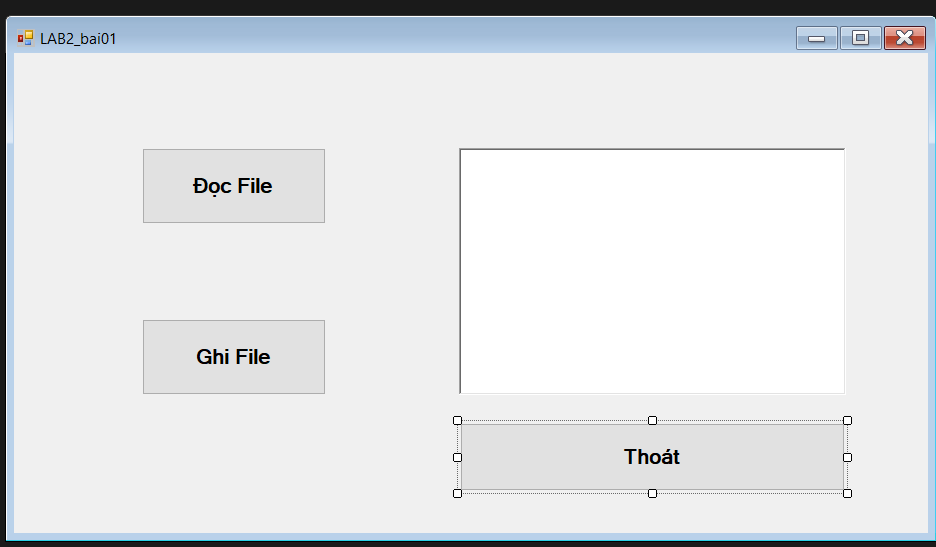 LAB2_bai01
Đọc File
Ghi File
Thoát